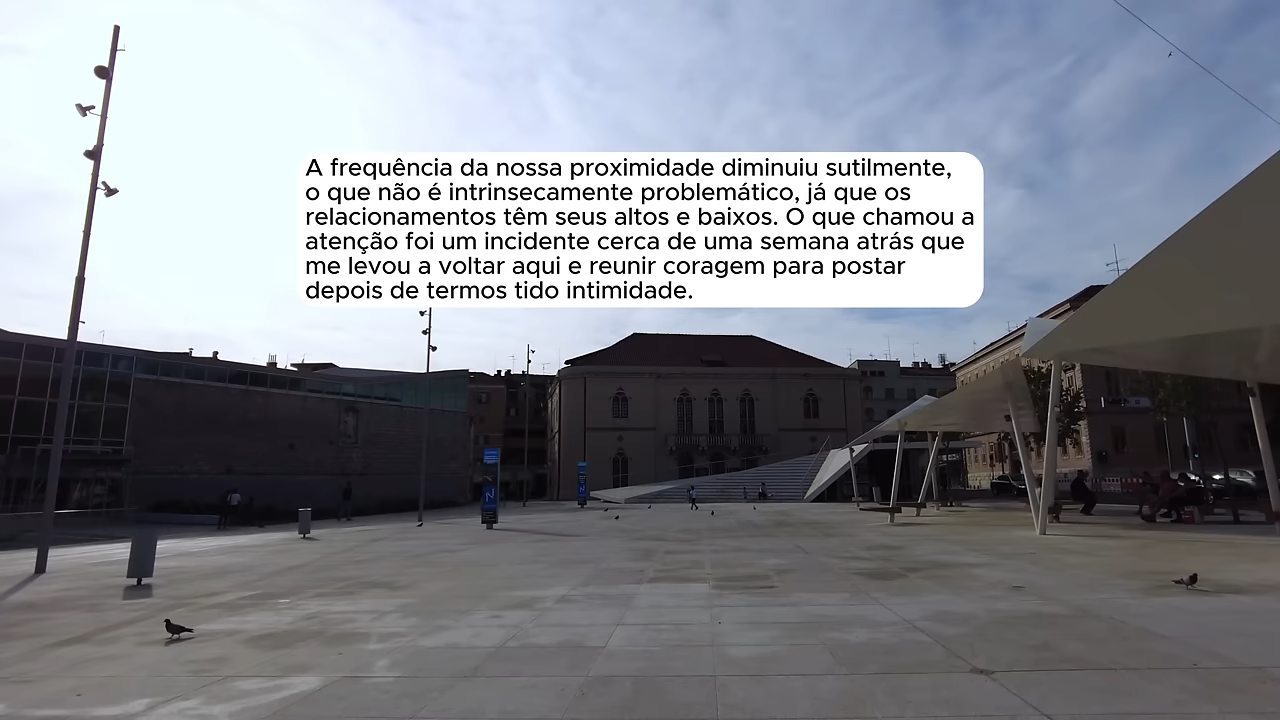 A frequência da nossa proximidade diminuiu sutilmente,
o que não é intrinsecamente problemático, já que os
relacionamentos têm seus altos e baixos. O que chamou a
atenção foi um incidente cerca de uma semana atrás que
me levou a voltar aqui e reunir coragem para postar
depois de termos tido intimidade.